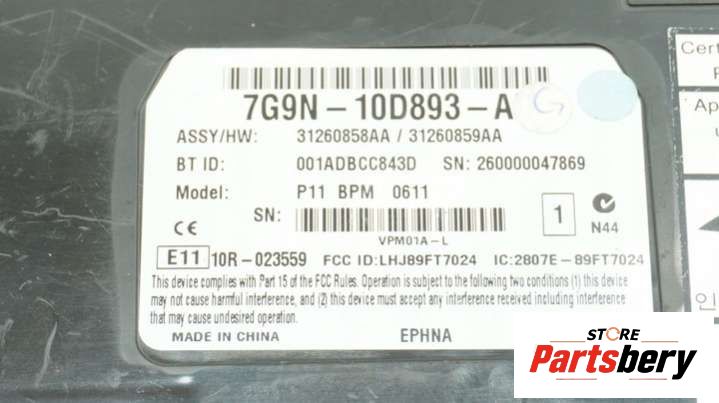 7G9N-10D893-A
G
ASSY/HW: 31260858AA / 31260859AA
BT ID: 001ADBCC843D SN: 260000047869
Model: P11 BPM 0611
SN:
1
N44
VPM01A-L
CE
E11 10R-023559 FCC ID:LHJ89FT7024 IC:2807E-89FT7024
This device complies with Part 15 of the FCC Rules. Operation is subject to the following two conditions (1) this device
may not cause harmful interference, and (2) this device must accept any interference received including interference
that may cause undesired operation.
MADE IN CHINA EPHNA
Cert
Ap
인
STORE
Partsbery